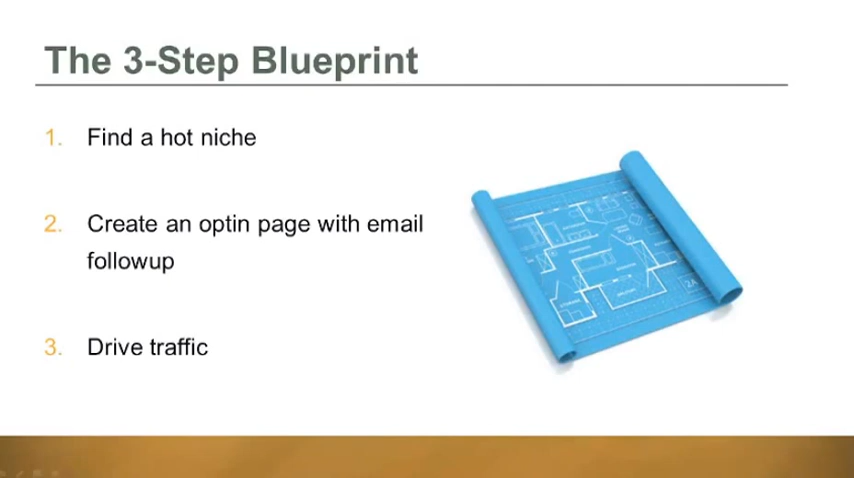 The 3-Step Blueprint
1. Find a hot niche
2. Create an optin page with email
followup
3. Drive traffic
2A